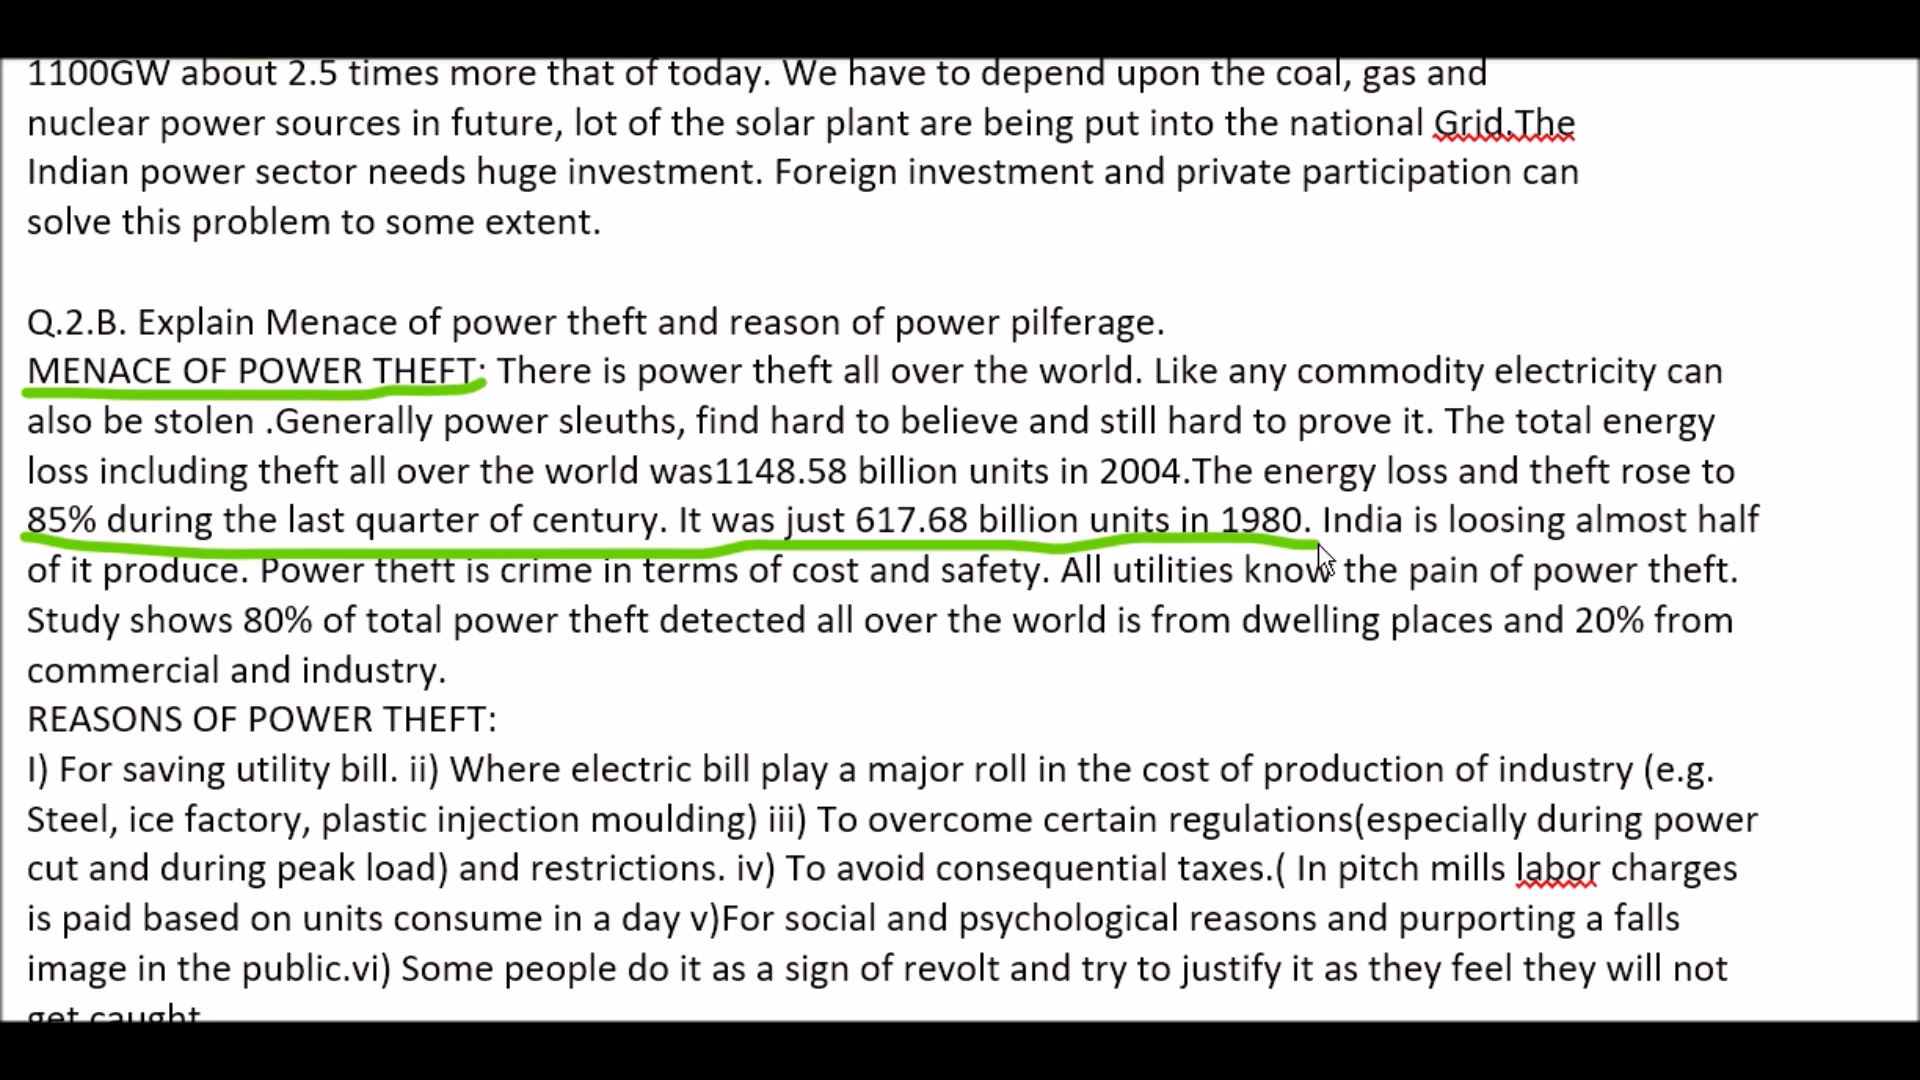 1100GW about 2.5 times more that of today. We have to depend upon the coal, gas and
nuclear power sources in future, lot of the solar plant are being put into the national Grid.The
Indian power sector needs huge investment. Foreign investment and private participation can
solve this problem to some extent.
Q.2.B. Explain Menace of power theft and reason of power pilferage.
MENACE OF POWER THEFT: There is power theft all over the world. Like any commodity electricity can
also be stolen .Generally power sleuths, find hard to believe and still hard to prove it. The total energy
loss including theft all over the world was1148.58 billion units in 2004.The energy loss and theft rose to
85% during the last quarter of century. It was just 617.68 billion units in 1980. India is loosing almost half
of it produce. Power theft is crime in terms of cost and safety. All utilities know the pain of power theft.
Study shows 80% of total power theft detected all over the world is from dwelling places and 20% from
commercial and industry.
REASONS OF POWER THEFT:
I) For saving utility bill. ii) Where electric bill play a major roll in the cost of production of industry (e.g.
Steel, ice factory, plastic injection moulding) iii) To overcome certain regulations(especially during power
cut and during peak load) and restrictions. iv) To avoid consequential taxes.( In pitch mills labor charges
is paid based on units consume in a day v)For social and psychological reasons and purporting a falls
image in the public.vi) Some people do it as a sign of revolt and try to justify it as they feel they will not
get caught